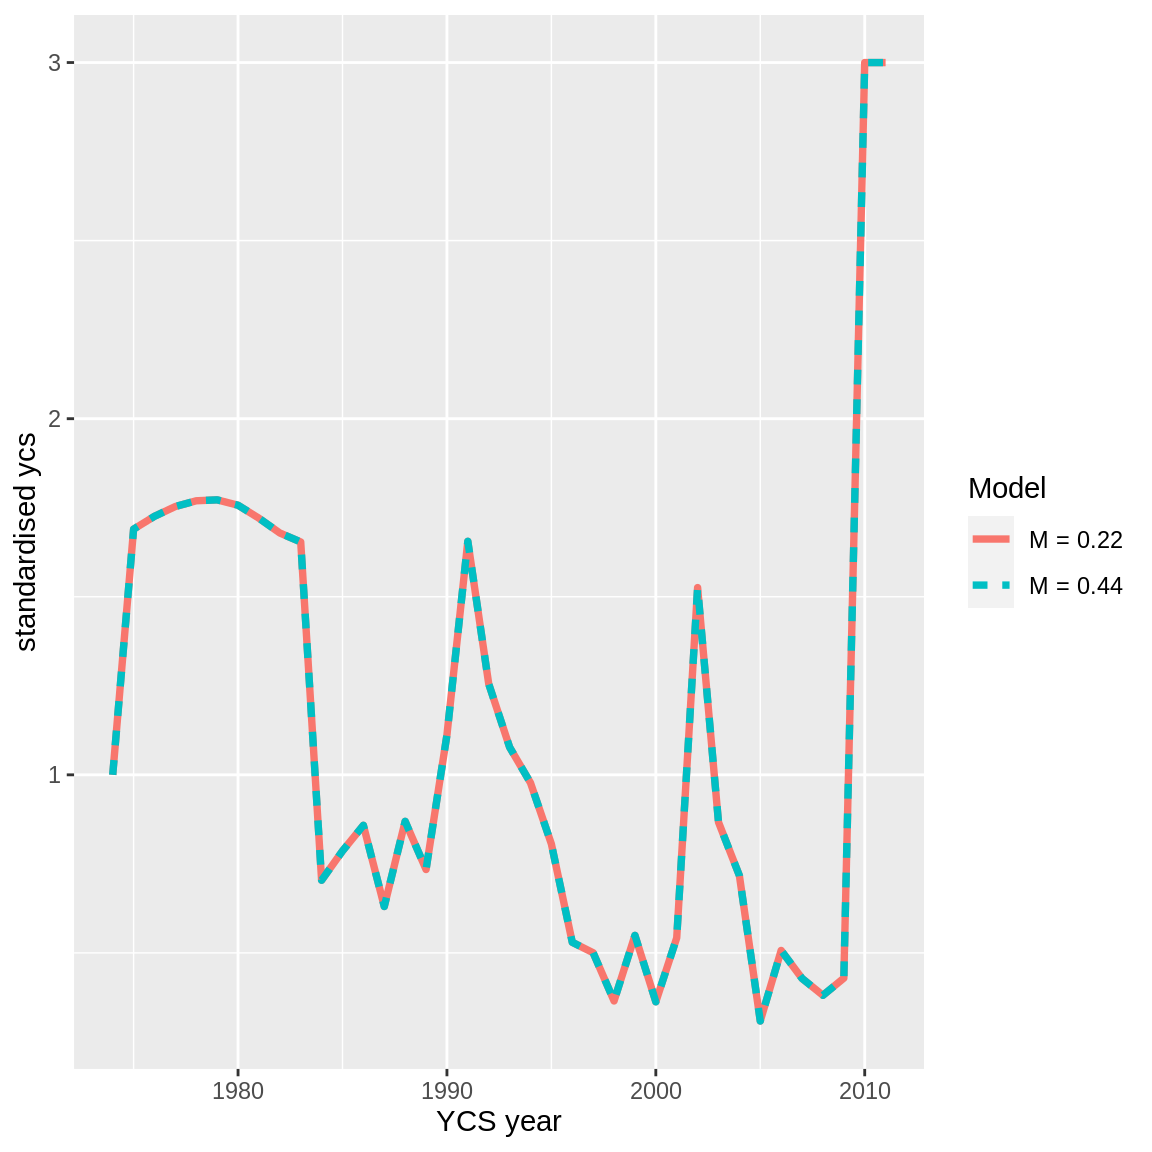 3
2
1
standardised ycs
1980
1990
2000
2010
YCS year
Model
M = 0.22
M = 0.44